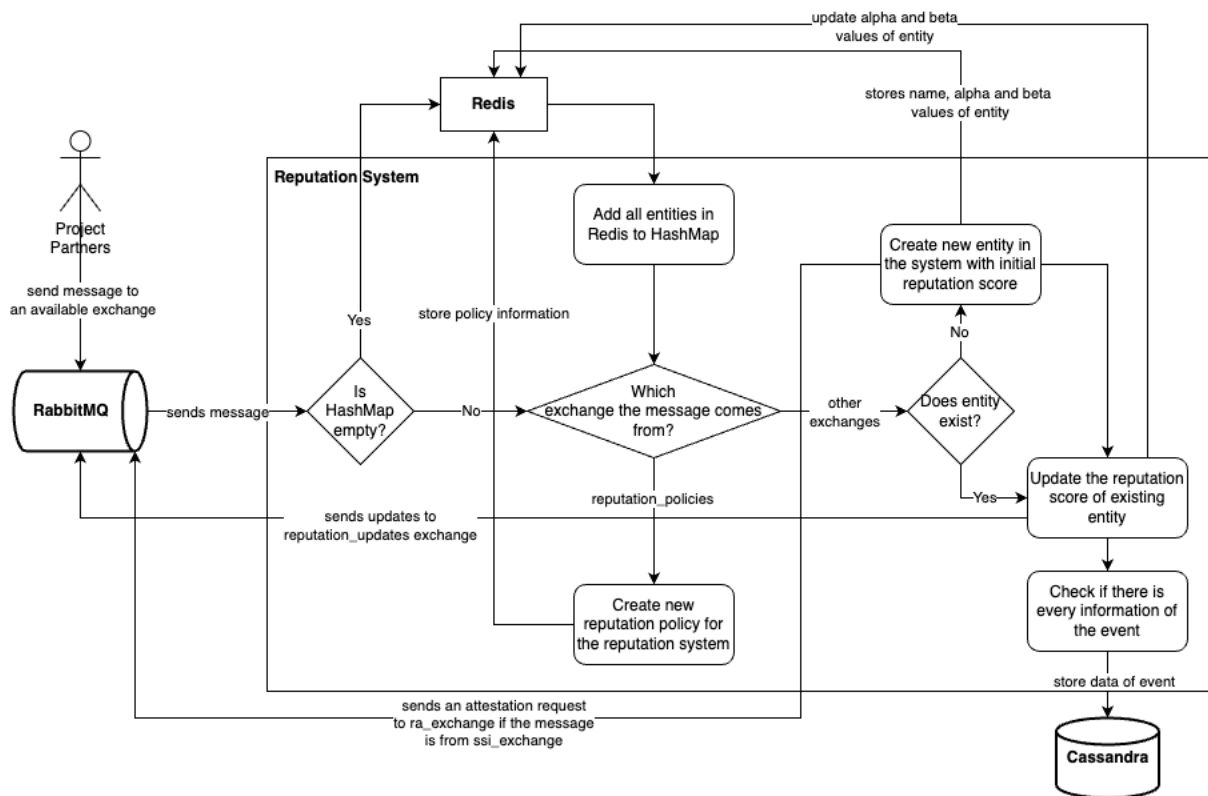 update alpha and beta
values of entity
Redis
stores name, alpha and beta
values of entity
Reputation System
Project
Partners
Add all entities in
Redis to HashMap
Create new entity in
the system with initial
reputation score
send message to
an available exchange
Yes
store policy information
No
RabbitMQ
sends message
Is
HashMap
empty?
No
Which
exchange the message comes
from?
other
exchanges
Does entity
exist?
Yes
Update the reputation
score of existing
entity
reputation_policies
sends updates to
reputation_updates exchange
Create new
reputation policy for
the reputation system
Check if there is
every information of
the event
store data of event
sends an attestation request
to ra_exchange if the message
is from ssi_exchange
Cassandra